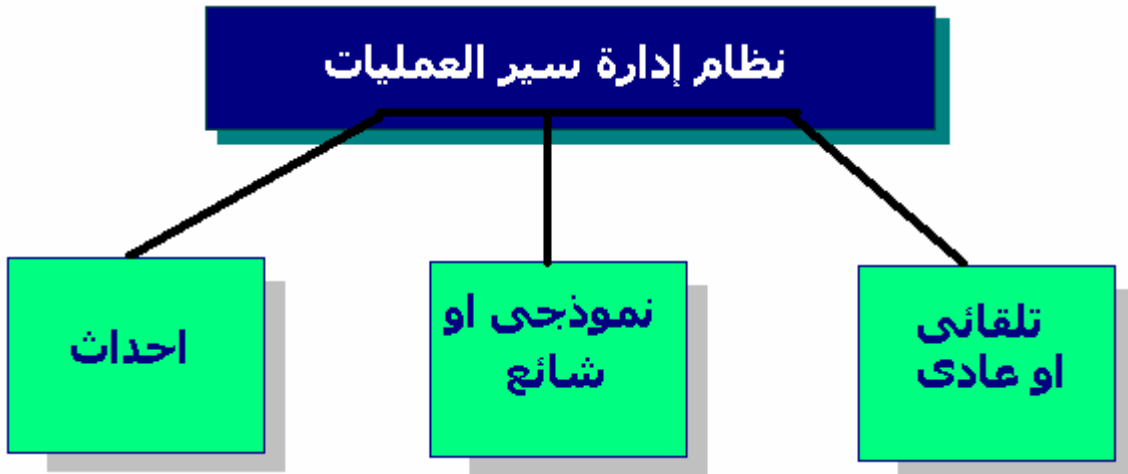 نظام إدارة سير العمليات
تلقائى
او عادى
نموذجى او
شائع
احداث